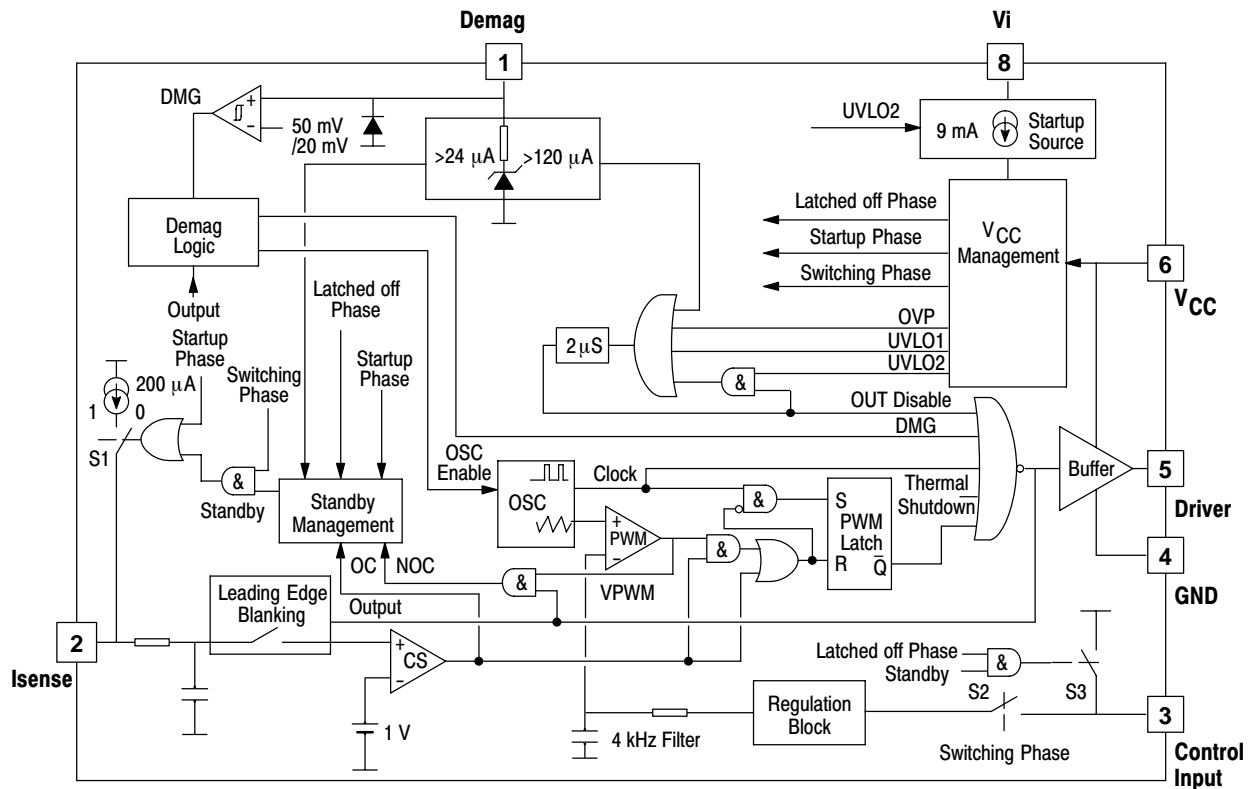 Demag
Vi
1
8
DMG
+
−
50 mV
/20 mV
>24 μA
>120 μA
UVLO2
9 mA
Startup
Source
Demag
Logic
Latched off Phase
Startup Phase
Switching Phase
VCC
Management
6
VCC
Output
Startup
Phase
Latched off
Phase
Startup
Phase
Switching
Phase
200 μA
1
0
S1
2 μS
OVP
UVLO1
UVLO2
&
OUT Disable
DMG
&
Standby
Standby
Management
OSC
Enable
OSC
Clock
+
−
PWM
&
&
S
PWM
Latch
R
Q̅
Thermal
Shutdown
Buffer
5
Driver
4
GND
OC
NOC
&
VPWM
Output
Leading Edge
Blanking
2
Isense
+
−
CS
1 V
4 kHz Filter
Regulation
Block
Latched off Phase
Standby
&
S2
S3
Switching Phase
3
Control
Input